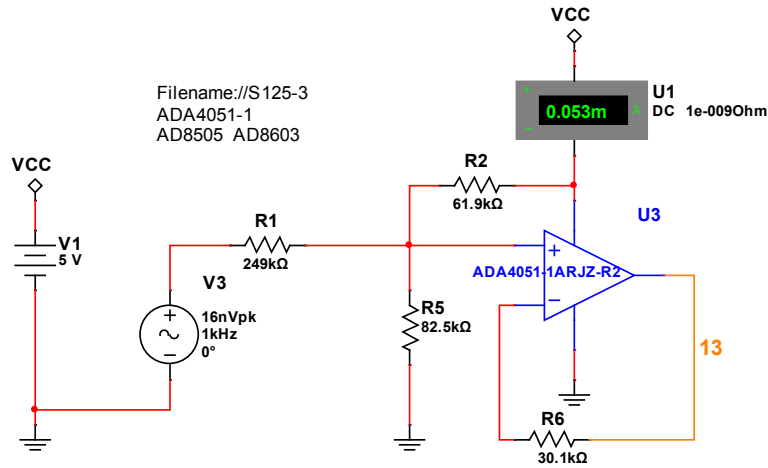 VCC
Filename://S125-3
ADA4051-1
AD8505 AD8603
+
0.053m
A
-
U1
DC 1e-009Ohm
VCC
V1
5 V
R2
61.9kΩ
U3
R1
249kΩ
V3
16nVpk
1kHz
0°
R5
82.5kΩ
ADA4051-1ARJZ-R2
13
R6
30.1kΩ